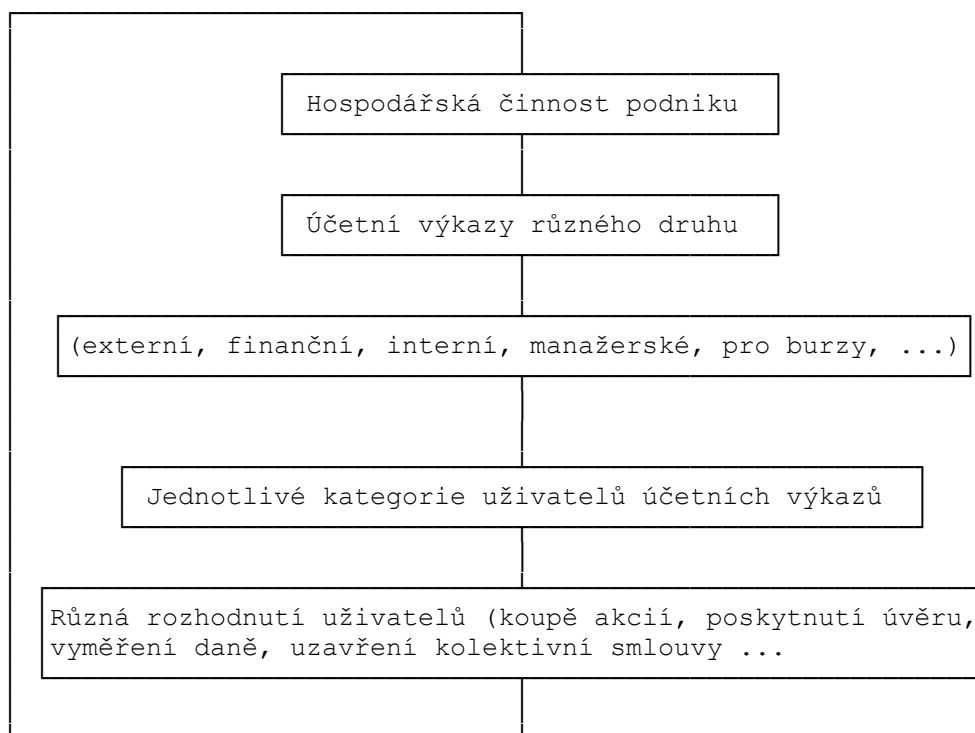 Hospodářská činnost podniku
Účetní výkazy různého druhu
(externí, finanční, interní, manažerské, pro burzy, ...)
Jednotlivé kategorie uživatelů účetních výkazů
Různá rozhodnutí uživatelů (koupě akcií, poskytnutí úvěru,
vyměření daně, uzavření kolektivní smlouvy ...